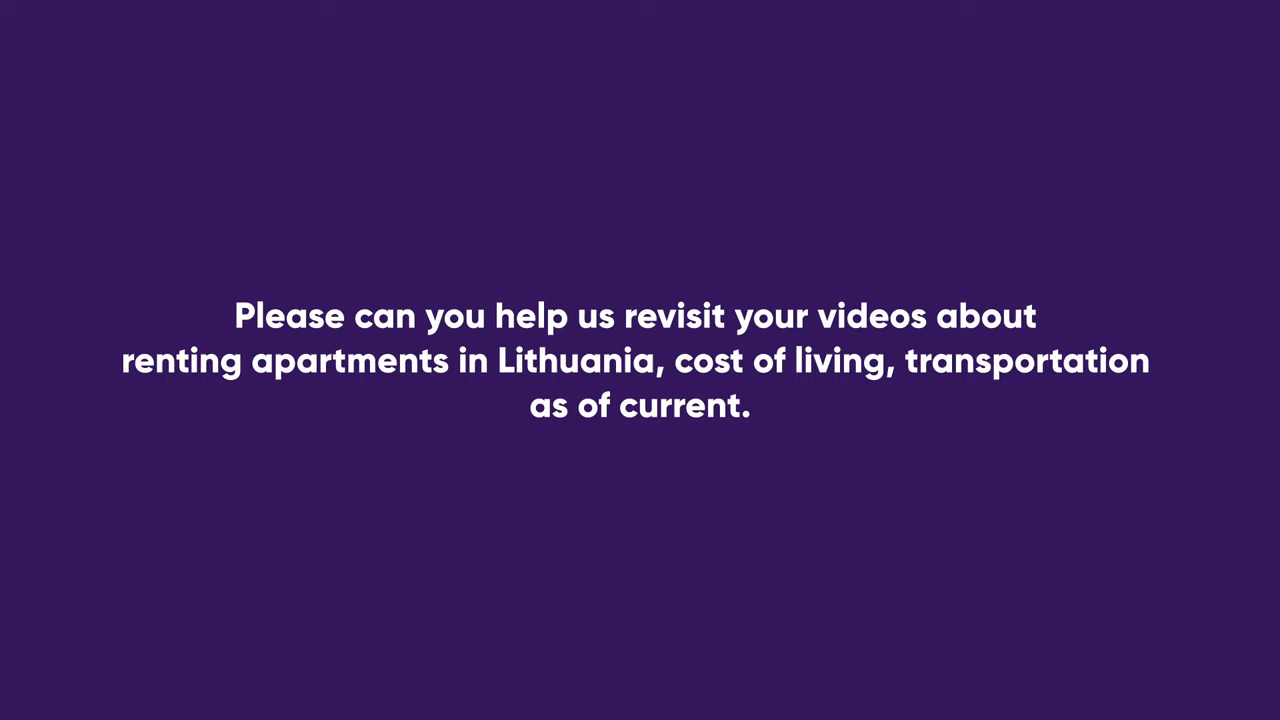 Please can you help us revisit your videos about
renting apartments in Lithuania, cost of living, transportation
as of current.